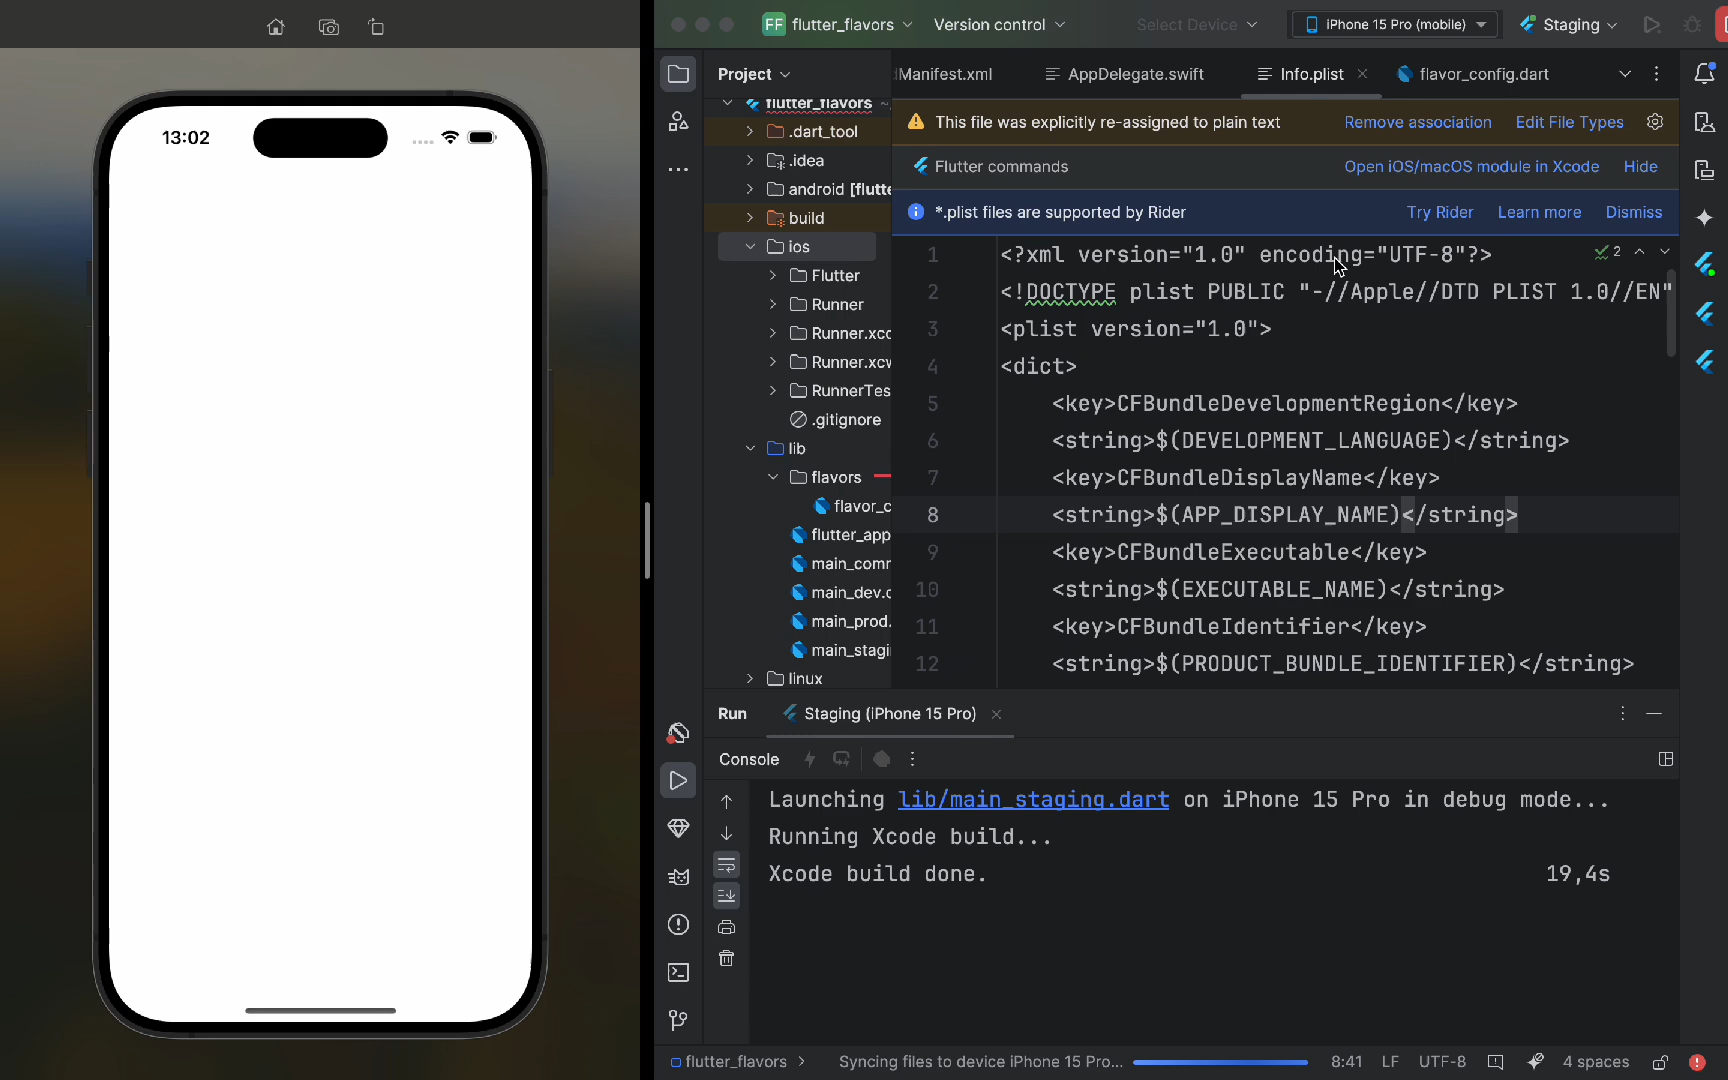 13:02
FF flutter_flavors
Version control
Select Device
iPhone 15 Pro (mobile)
Staging
Project
Manifest.xml
AppDelegate.swift
Info.plist
flavor_config.dart
flutter_flavors ~
.dart_tool
.idea
android [flutte
build
ios
Flutter
Runner
Runner.xcc
Runner.xcv
RunnerTes
.gitignore
lib
flavors
flavor_c
flutter_app
main_comr
main_dev.c
main_prod.
main_stagi
linux
This file was explicitly re-assigned to plain text
Remove association
Edit File Types
Flutter commands
Open iOS/macOS module in Xcode
Hide
*.plist files are supported by Rider
Try Rider
Learn more
Dismiss
2
1 <?xml version="1.0" encoding="UTF-8"?>
2 <!DOCTYPE plist PUBLIC "-//Apple//DTD PLIST 1.0//EN"
3 <plist version="1.0">
4 <dict>
5 <key>CFBundleDevelopmentRegion</key>
6 <string>$(DEVELOPMENT_LANGUAGE)</string>
7 <key>CFBundleDisplayName</key>
8 <string>$(APP_DISPLAY_NAME)</string>
9 <key>CFBundleExecutable</key>
10 <string>$(EXECUTABLE_NAME)</string>
11 <key>CFBundleIdentifier</key>
12 <string>$(PRODUCT_BUNDLE_IDENTIFIER)</string>
Run
Staging (iPhone 15 Pro)
Console
Launching lib/main_staging.dart on iPhone 15 Pro in debug mode...
Running Xcode build...
Xcode build done. 19,4s
flutter_flavors >
Syncing files to device iPhone 15 Pro...
8:41
LF
UTF-8
4 spaces